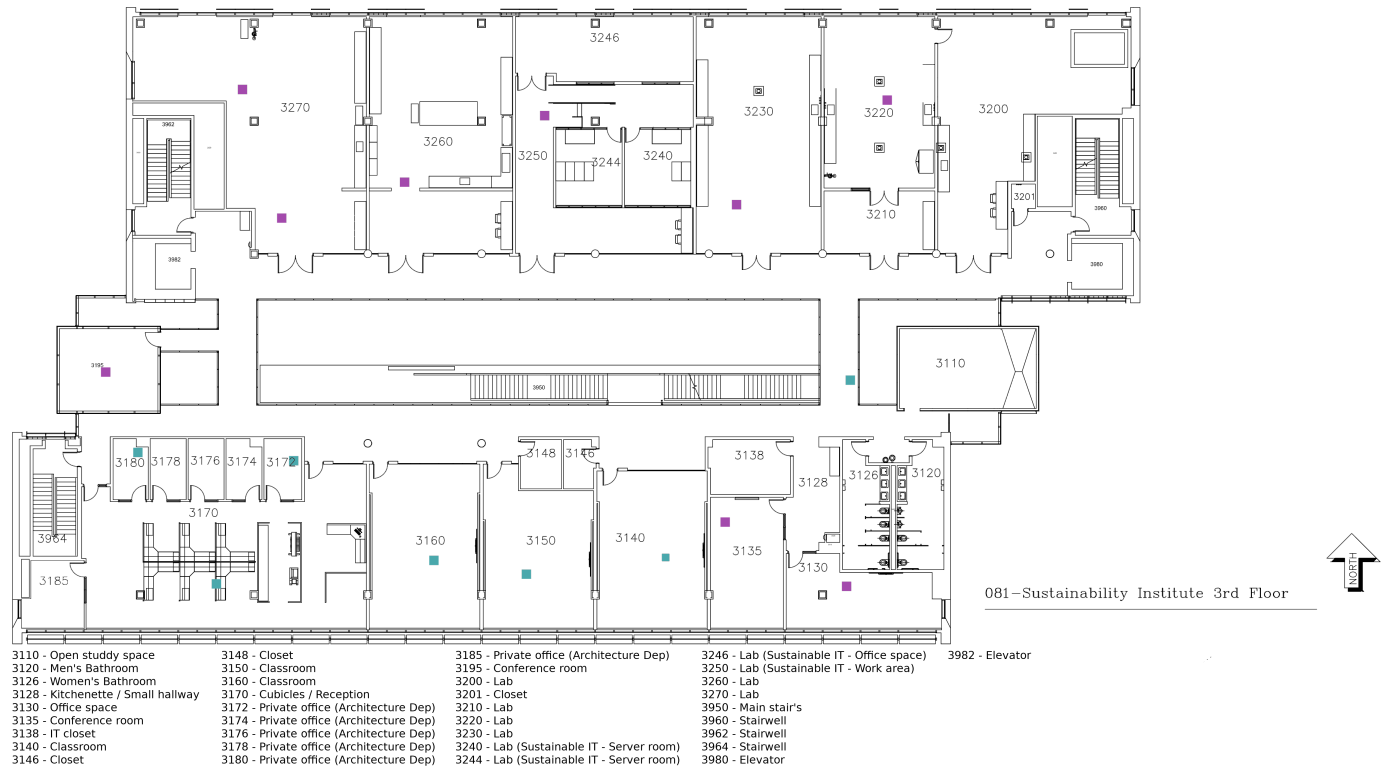 3246
3270
3260
3230
3220
3200
3962
3250
3244
3240
3201
3210
3960
3982
3980
3195
3110
3950
3180
3178
3176
3174
3172
3148
3146
3138
3126
3120
3128
3170
3964
3160
3150
3140
3135
3130
3185
NORTH
081-Sustainability Institute 3rd Floor
3110 - Open studdy space
3120 - Men's Bathroom
3126 - Women's Bathroom
3128 - Kitchenette / Small hallway
3130 - Office space
3135 - Conference room
3138 - IT closet
3140 - Classroom
3146 - Closet
3148 - Closet
3150 - Classroom
3160 - Classroom
3170 - Cubicles / Reception
3172 - Private office (Architecture Dep)
3174 - Private office (Architecture Dep)
3176 - Private office (Architecture Dep)
3178 - Private office (Architecture Dep)
3180 - Private office (Architecture Dep)
3185 - Private office (Architecture Dep)
3195 - Conference room
3200 - Lab
3201 - Closet
3210 - Lab
3220 - Lab
3230 - Lab
3240 - Lab (Sustainable IT - Server room)
3244 - Lab (Sustainable IT - Server room)
3246 - Lab (Sustainable IT - Office space)
3250 - Lab (Sustainable IT - Work area)
3260 - Lab
3270 - Lab
3950 - Main stair's
3960 - Stairwell
3962 - Stairwell
3964 - Stairwell
3980 - Elevator
3982 - Elevator